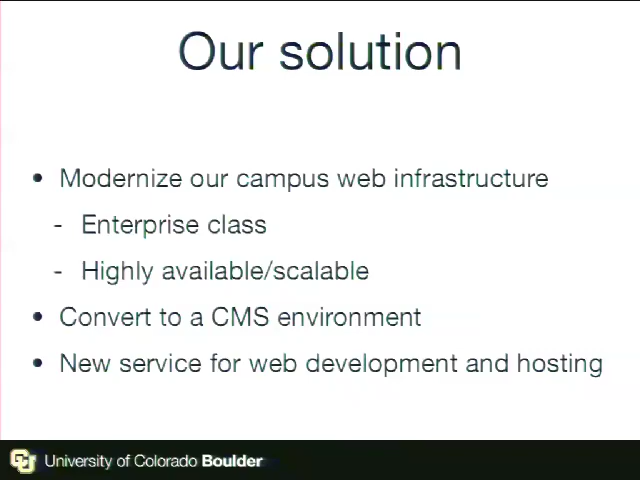 Our solution
• Modernize our campus web infrastructure
- Enterprise class
- Highly available/scalable
• Convert to a CMS environment
• New service for web development and hosting
CU University of Colorado Boulder